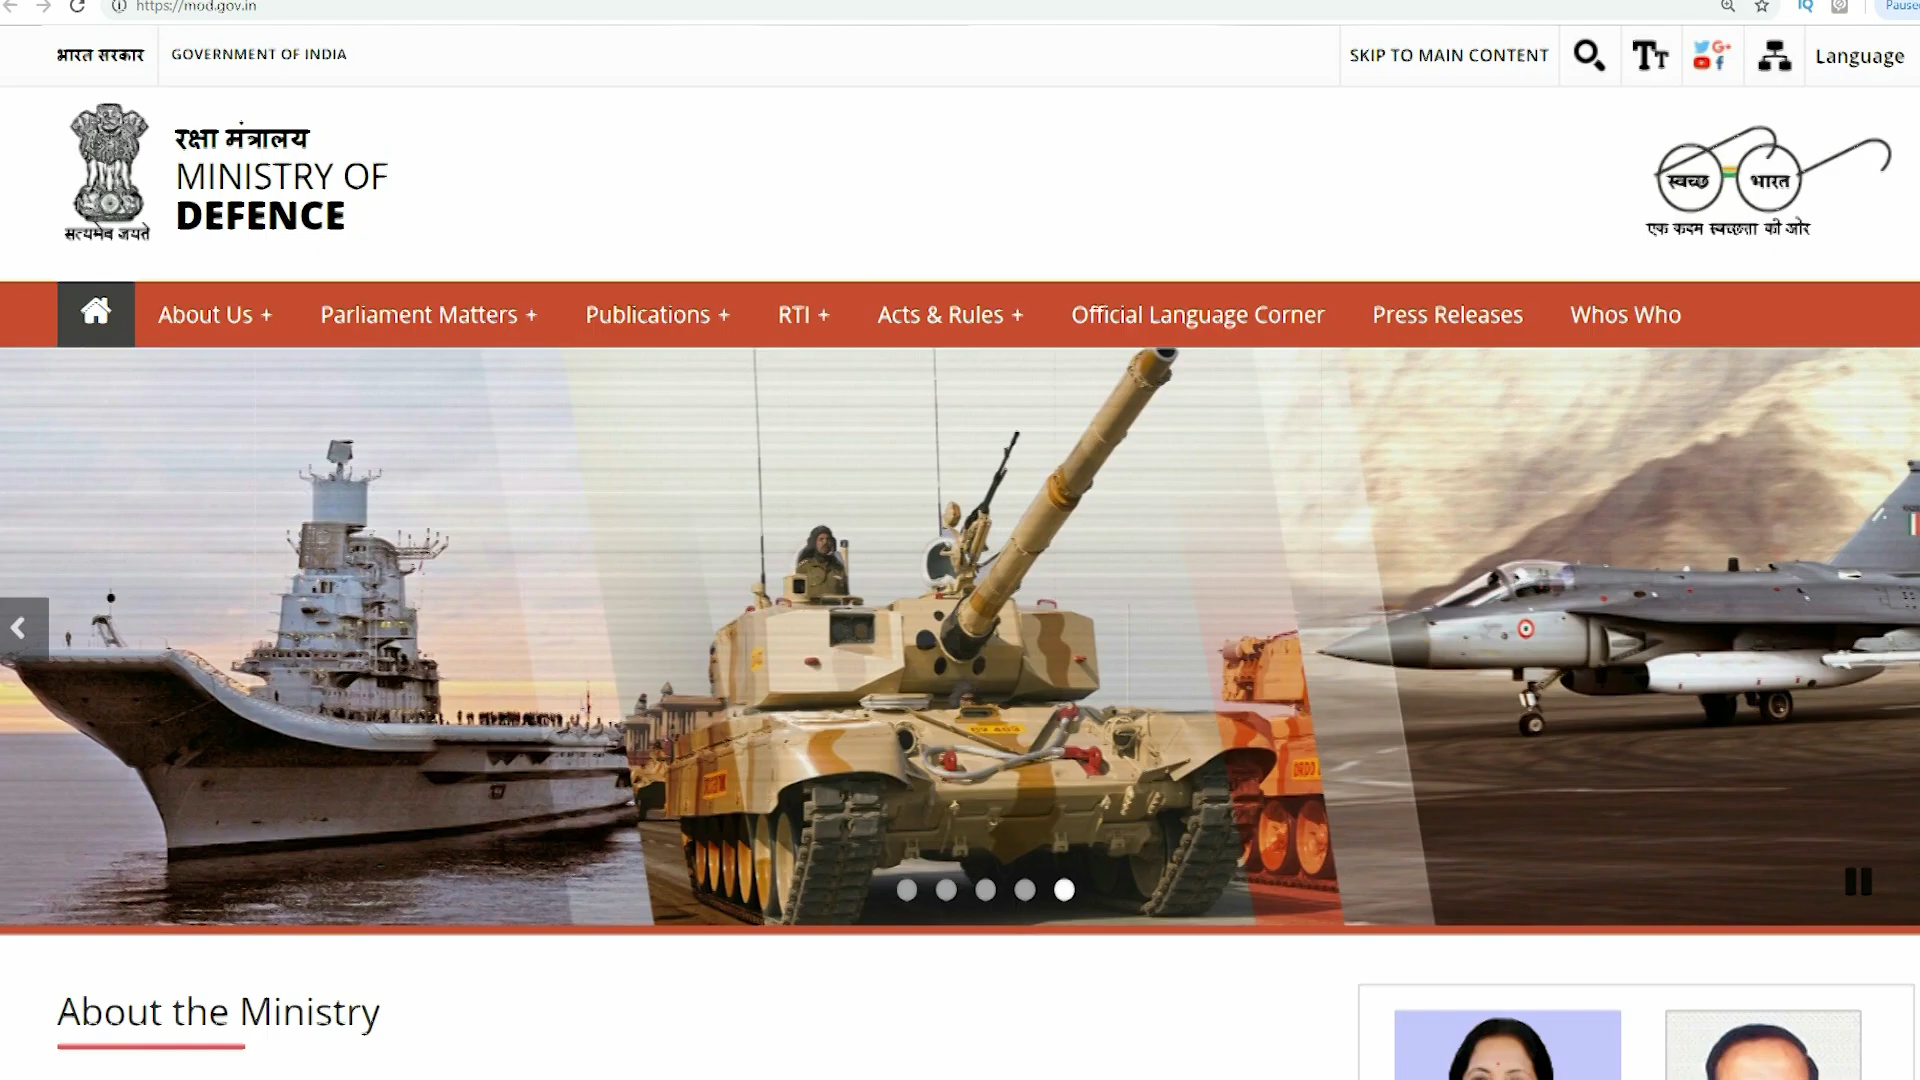 https://mod.gov.in
भारत सरकार
GOVERNMENT OF INDIA
SKIP TO MAIN CONTENT
Language
रक्षा मंत्रालय
MINISTRY OF
DEFENCE
सत्यमेव जयते
स्वच्छ भारत
एक कदम स्वच्छता की ओर
About Us +
Parliament Matters +
Publications +
RTI +
Acts & Rules +
Official Language Corner
Press Releases
Whos Who
About the Ministry